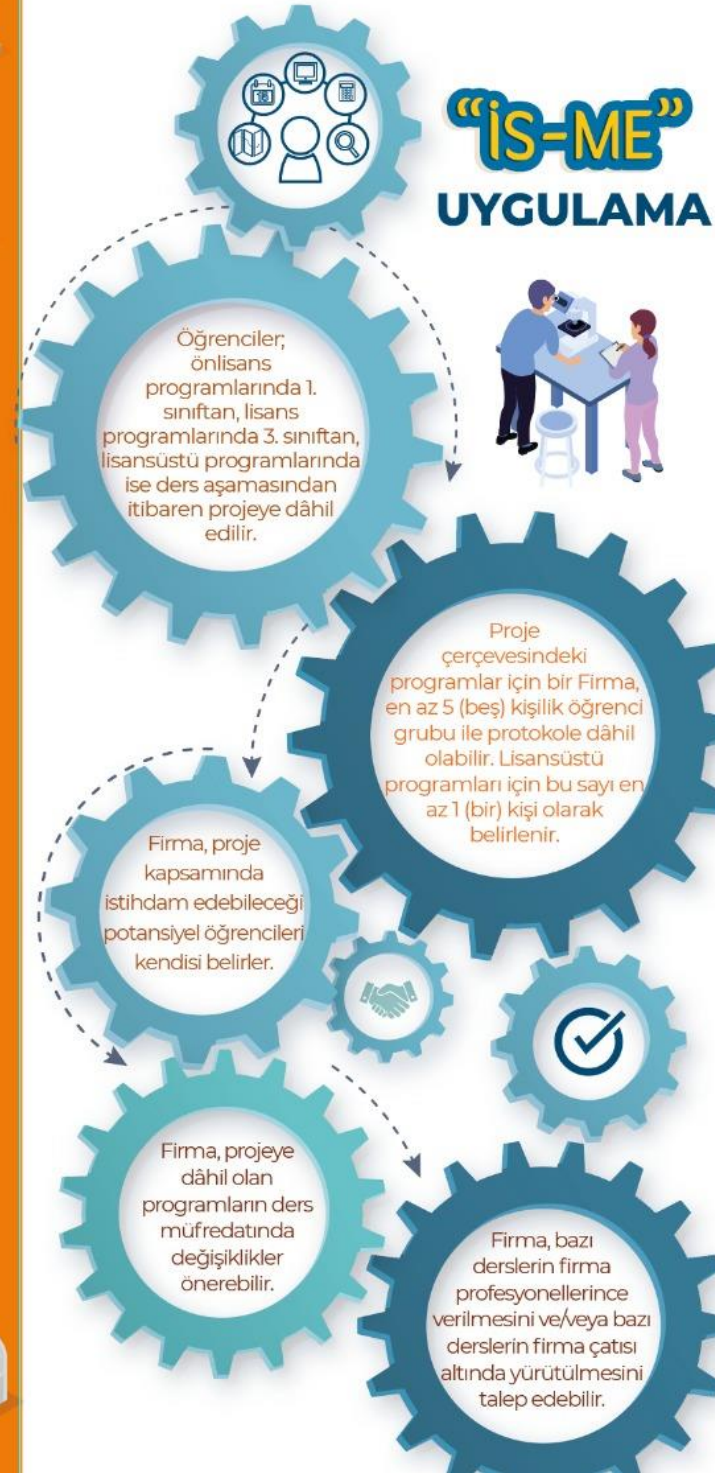 “İS-ME”
UYGULAMA
Öğrenciler;
önlisans
programlarında 1.
sınıftan, lisans
programlarında 3. sınıftan,
lisansüstü programlarında
ise ders aşamasından
itibaren projeye dâhil
edilir.
Proje
çerçevesindeki
programlar için bir Firma,
en az 5 (beş) kişilik öğrenci
grubu ile protokole dâhil
olabilir. Lisansüstü
programları için bu sayı en
az 1 (bir) kişi olarak
belirlenir.
Firma, proje
kapsamında
istihdam edebileceği
potansiyel öğrencileri
kendisi belirler.
Firma, projeye
dâhil olan
programların ders
müfredatında
değişiklikler
önerebilir.
Firma, bazı
derslerin firma
profesyonellerince
verilmesini ve/veya bazı
derslerin firma çatısı
altında yürütülmesini
talep edebilir.